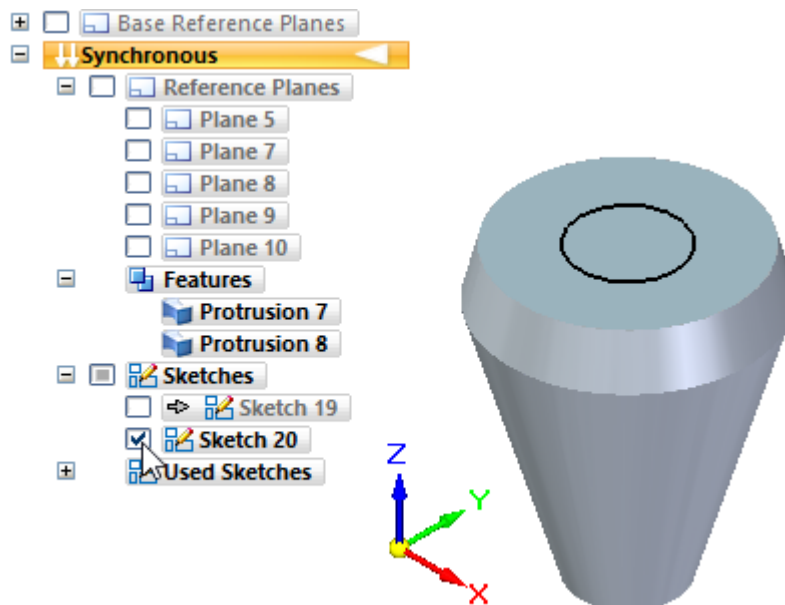 Base Reference Planes
Synchronous
Reference Planes
Plane 5
Plane 7
Plane 8
Plane 9
Plane 10
Features
Protrusion 7
Protrusion 8
Sketches
Sketch 19
Sketch 20
Used Sketches
Z
Y
X